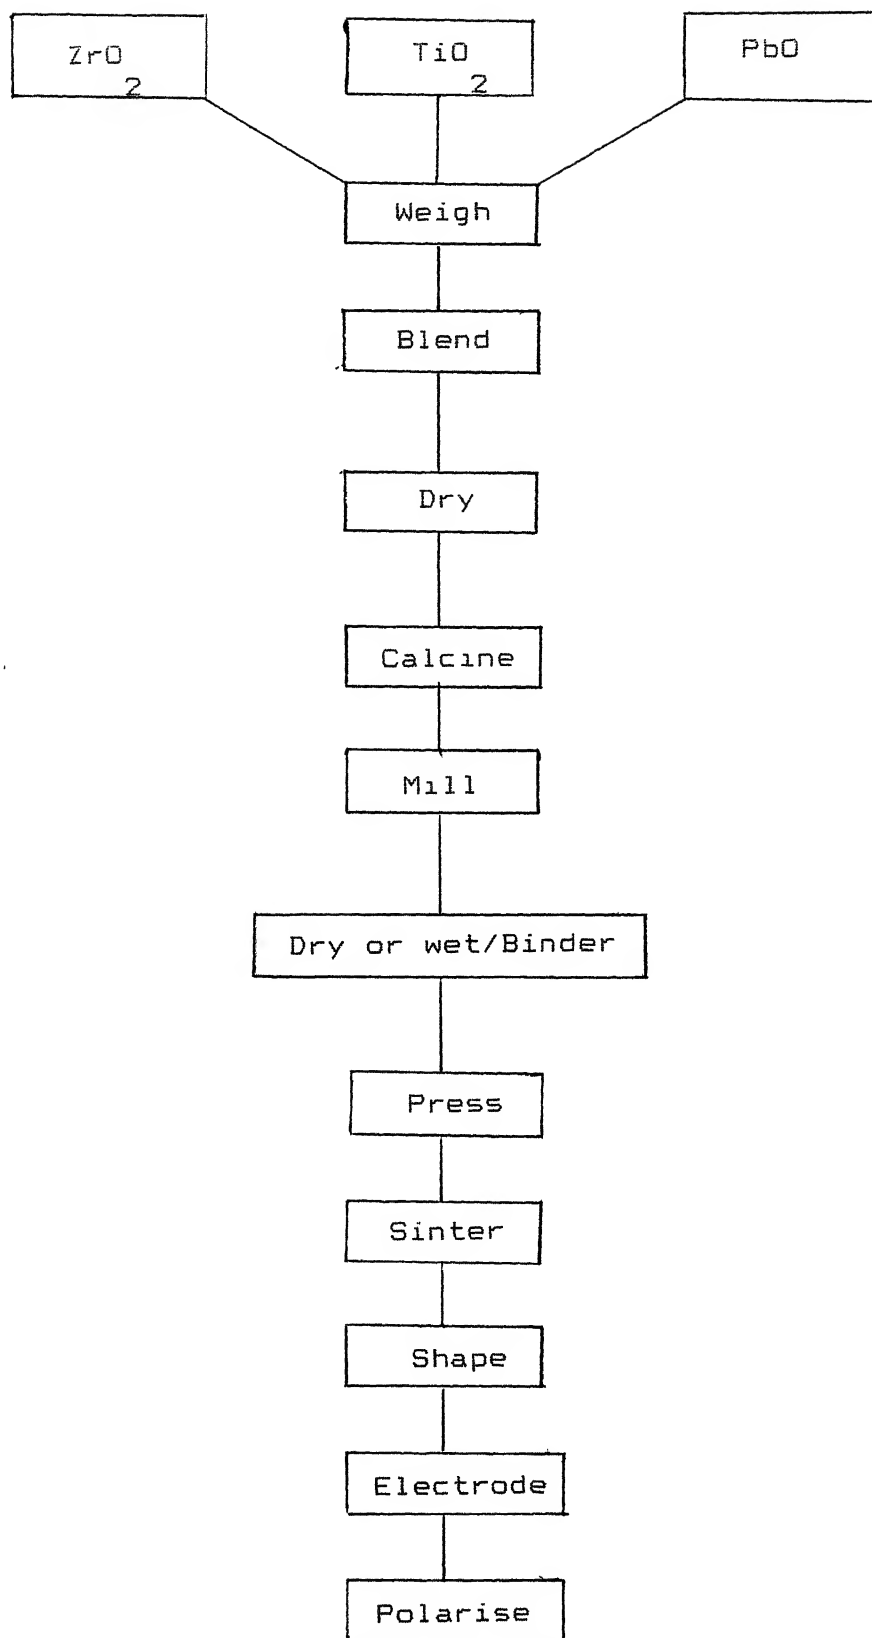 ZrO2 TiO2 PbO
Weigh
Blend
Dry
Calcine
Mill
Dry or wet/Binder
Press
Sinter
Shape
Electrode
Polarise